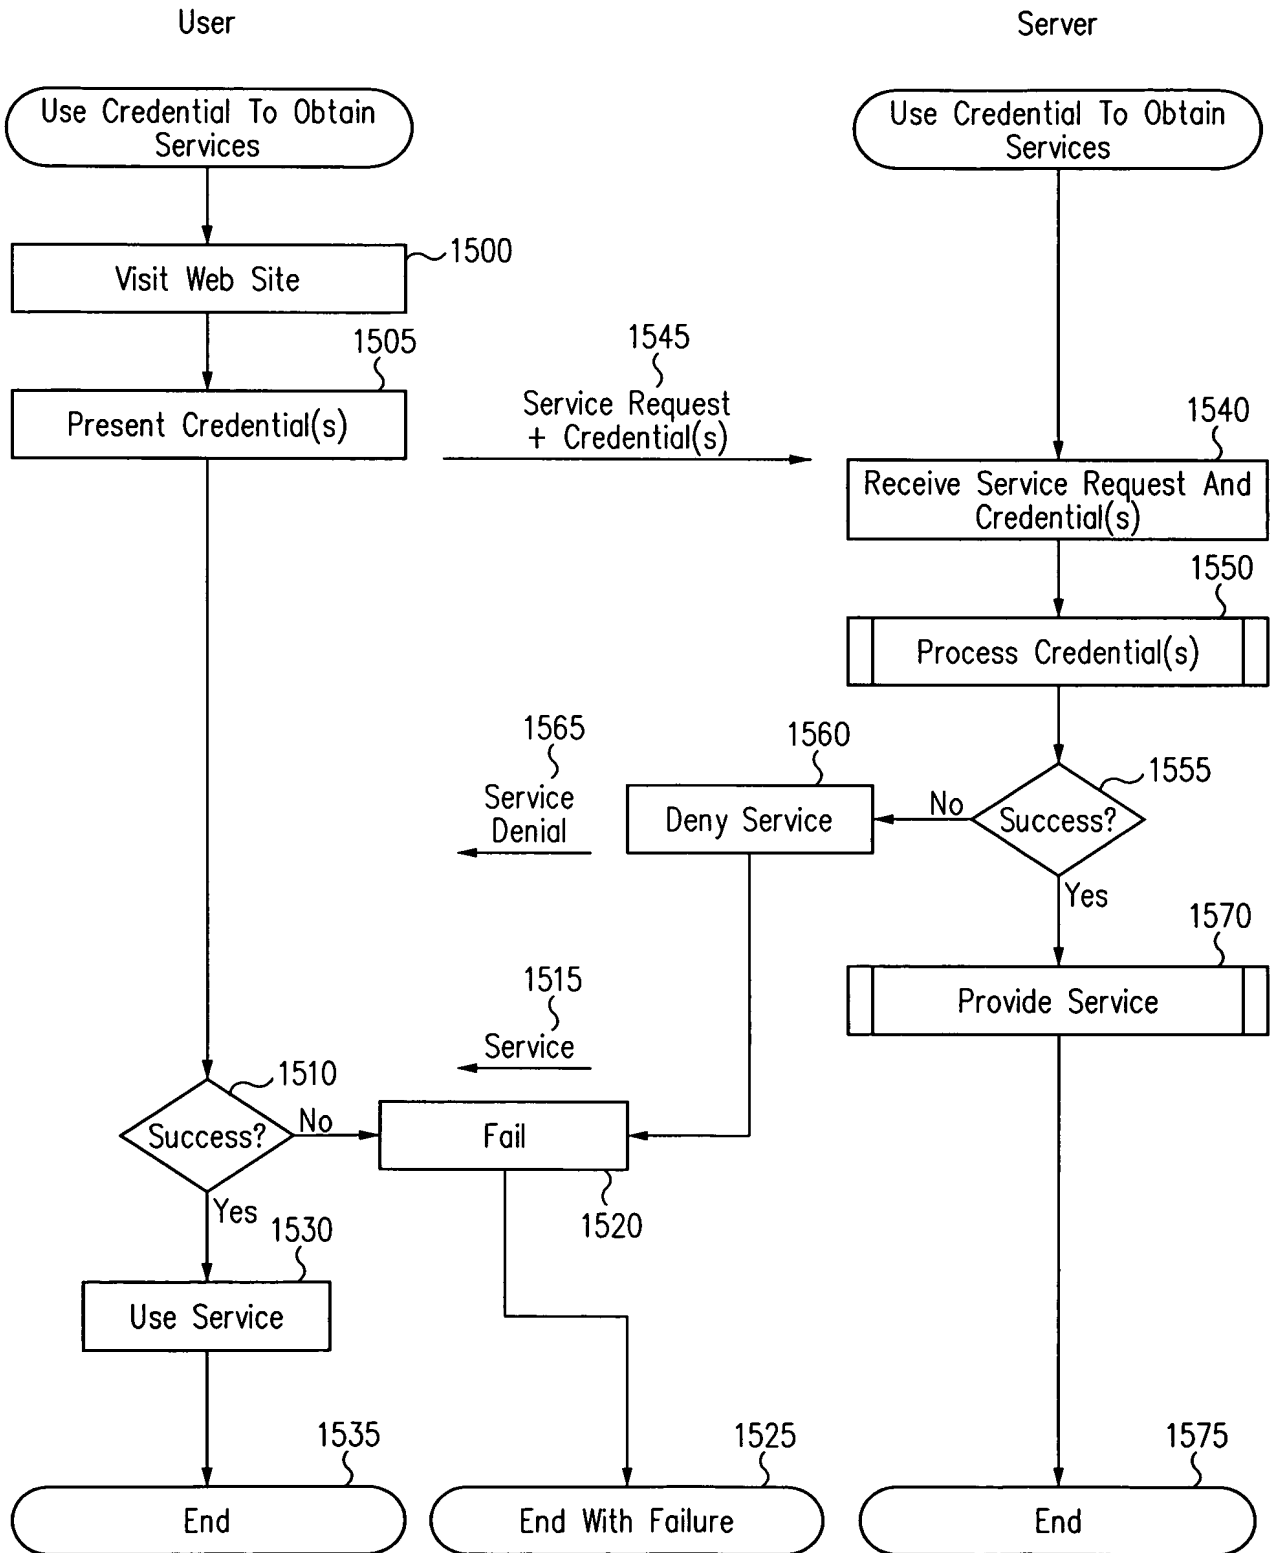 User
Server
Use Credential To Obtain
Services
Use Credential To Obtain
Services
1500
Visit Web Site
1505
Present Credential(s)
1545
Service Request
+ Credential(s)
1540
Receive Service Request And
Credential(s)
1550
Process Credential(s)
1565
Service
Denial
1560
Deny Service
No
1555
Success?
Yes
1570
Provide Service
1515
Service
1510
Success?
No
Fail
1520
Yes
1530
Use Service
1535
End
1525
End With Failure
1575
End